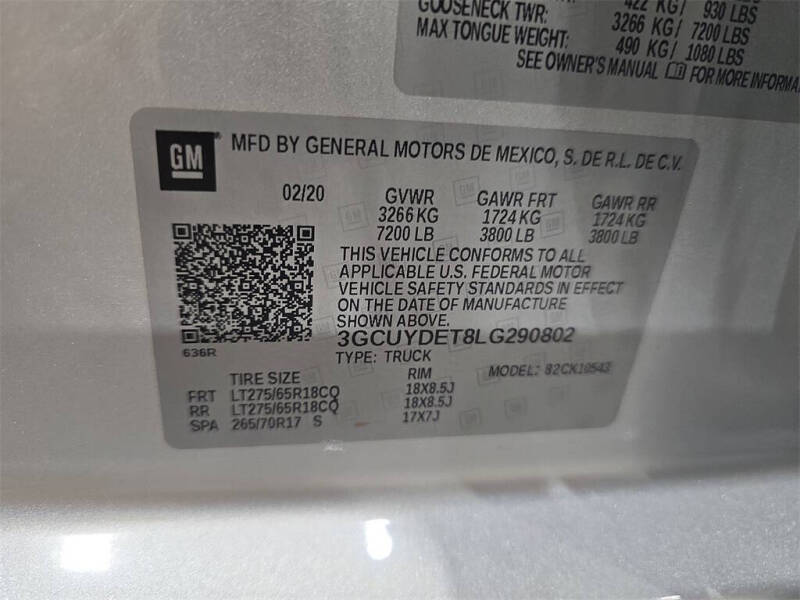 GOOSENECK TWR: 422 KG/ 930 LBS
3266 KG/ 7200 LBS
MAX TONGUE WEIGHT: 490 KG/ 1080 LBS
SEE OWNER'S MANUAL FOR MORE INFORMA
GM
MFD BY GENERAL MOTORS DE MEXICO, S. DE R.L. DE C.V.
02/20 GVWR GAWR FRT GAWR RR
3266 KG 1724 KG 1724 KG
7200 LB 3800 LB 3800 LB
THIS VEHICLE CONFORMS TO ALL
APPLICABLE U.S. FEDERAL MOTOR
VEHICLE SAFETY STANDARDS IN EFFECT
ON THE DATE OF MANUFACTURE
SHOWN ABOVE.
3GCUYDET8LG290802
636R
TYPE: TRUCK
MODEL: 82CK10543
TIRE SIZE RIM
FRT LT275/65R18CQ 18X8.5J
RR LT275/65R18CQ 18X8.5J
SPA 265/70R17 S 17X7J